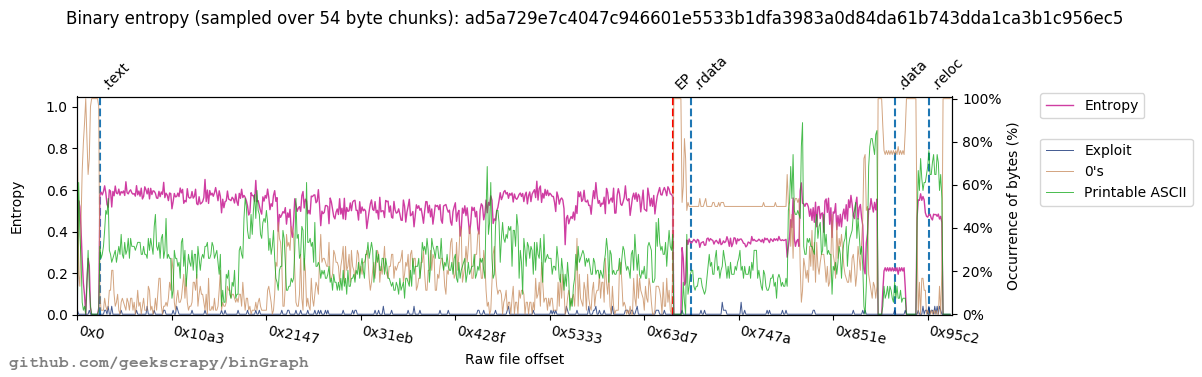 Binary entropy (sampled over 54 byte chunks): ad5a729e7c4047c946601e5533b1dfa3983a0d84da61b743dda1ca3b1c956ec5
.text
EP
.rdata
.data
.reloc
1.0
0.8
0.6
0.4
0.2
0.0
Entropy
100%
80%
60%
40%
20%
0%
Occurrence of bytes (%)
Entropy
Exploit
0's
Printable ASCII
0x0
0x10a3
0x2147
0x31eb
0x428f
0x5333
0x63d7
0x747a
0x851e
0x95c2
Raw file offset
github.com/geekscrapy/binGraph